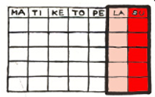 MA TI KE TO PE LA